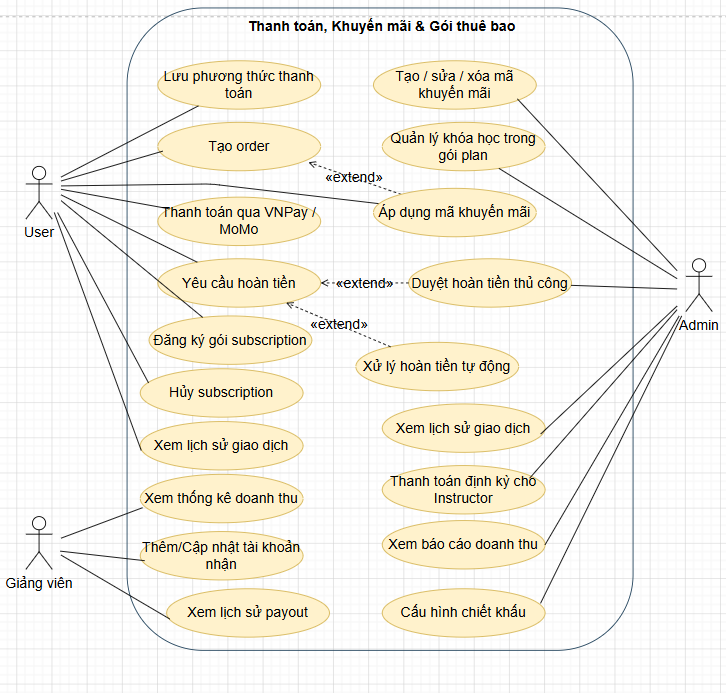 Thanh toán, Khuyến mãi & Gói thuê bao
Lưu phương thức thanh
toán
Tạo / sửa / xóa mã
khuyến mãi
Tạo order
Quản lý khóa học trong
gói plan
«extend»
User
Thanh toán qua VNPay /
MoMo
Áp dụng mã khuyến mãi
Yêu cầu hoàn tiền
«extend»
Duyệt hoàn tiền thủ công
Admin
«extend»
Đăng ký gói subscription
Xử lý hoàn tiền tự động
Hủy subscription
Xem lịch sử giao dịch
Xem lịch sử giao dịch
Xem thống kê doanh thu
Thanh toán định kỳ cho
Instructor
Giảng viên
Thêm/Cập nhật tài khoản
nhận
Xem báo cáo doanh thu
Xem lịch sử payout
Cấu hình chiết khấu